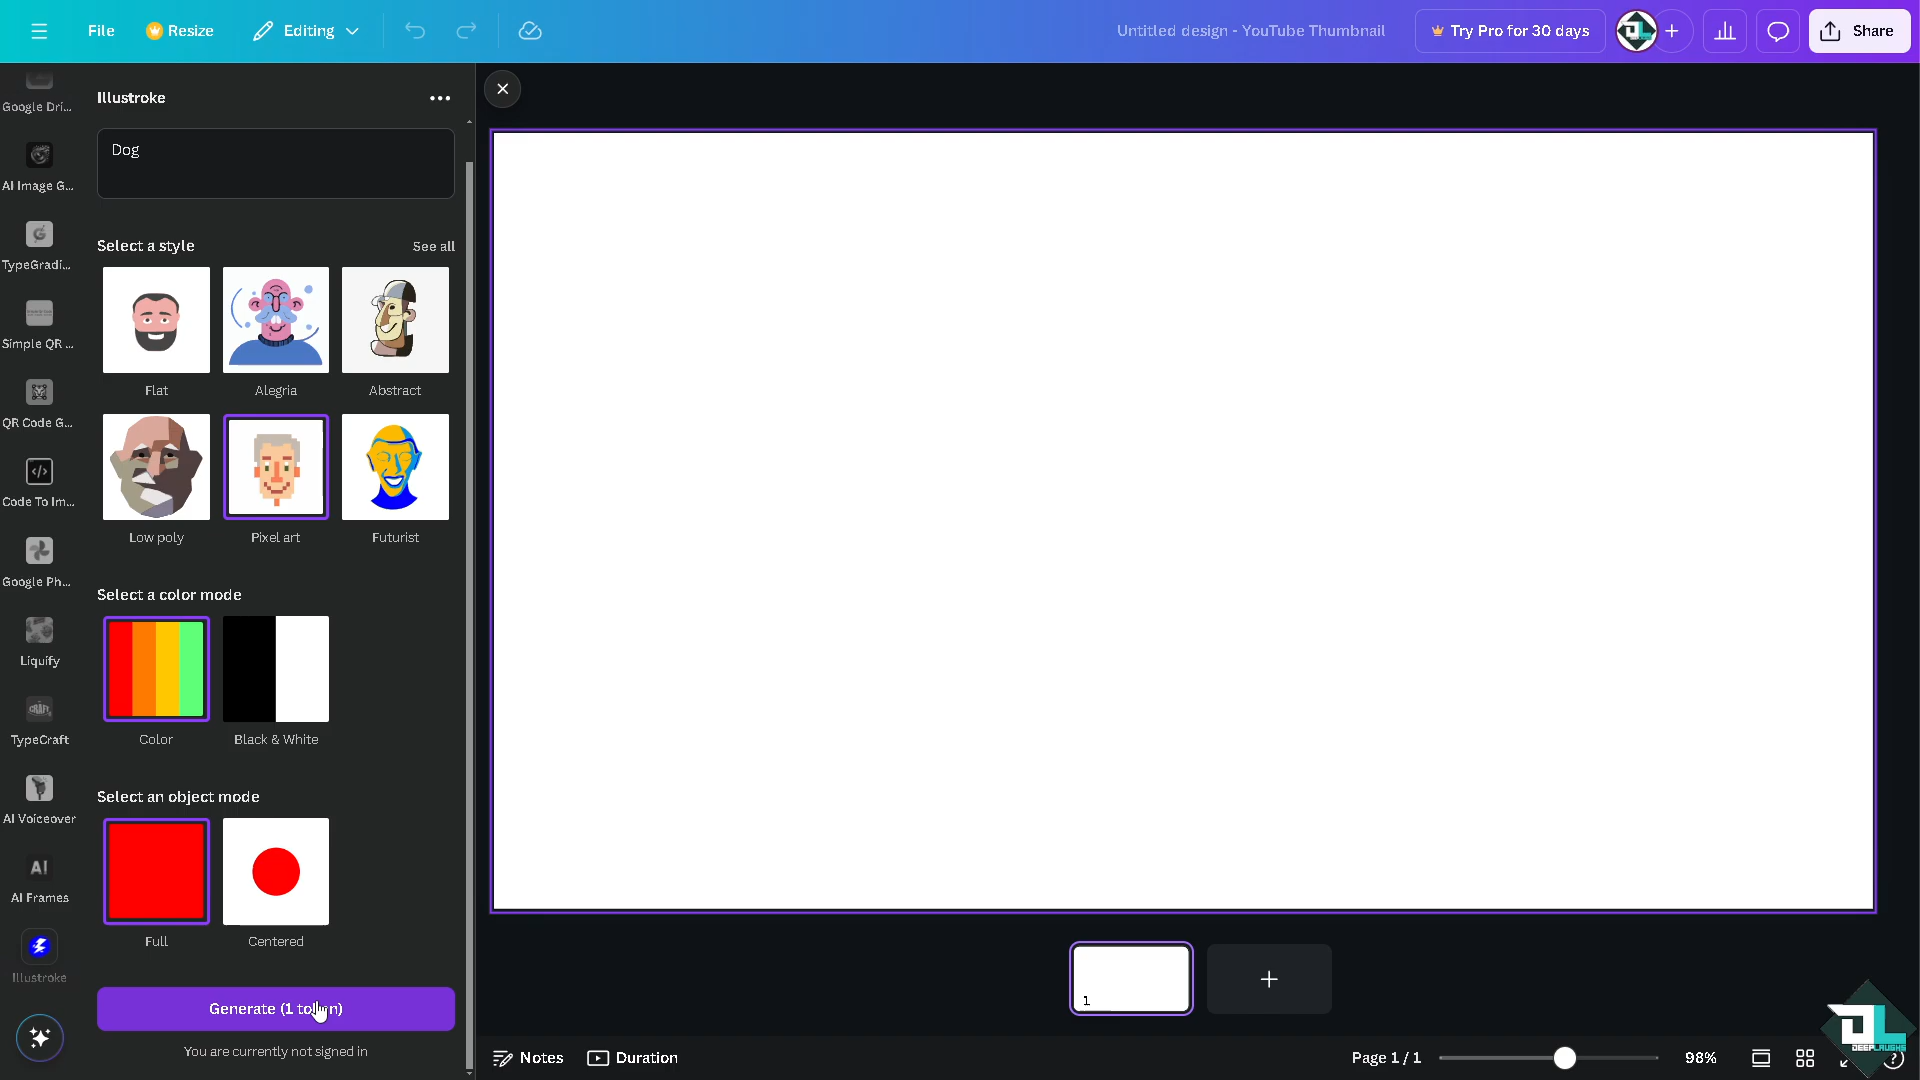 File
Resize
Editing
Untitled design - YouTube Thumbnail
Try Pro for 30 days
Share
Google Dri...
AI Image G...
TypeGradi...
Simple QR ...
QR Code G...
Code To Im...
Google Ph...
Liquify
TypeCraft
AI Voiceover
AI Frames
Illustroke
Illustroke
Dog
Select a style
See all
Flat
Alegria
Abstract
Low poly
Pixel art
Futurist
Select a color mode
Color
Black & White
Select an object mode
Full
Centered
Generate (1 token)
You are currently not signed in
1
Notes
Duration
Page 1 / 1
98%
DL
DEEPLAUGHS